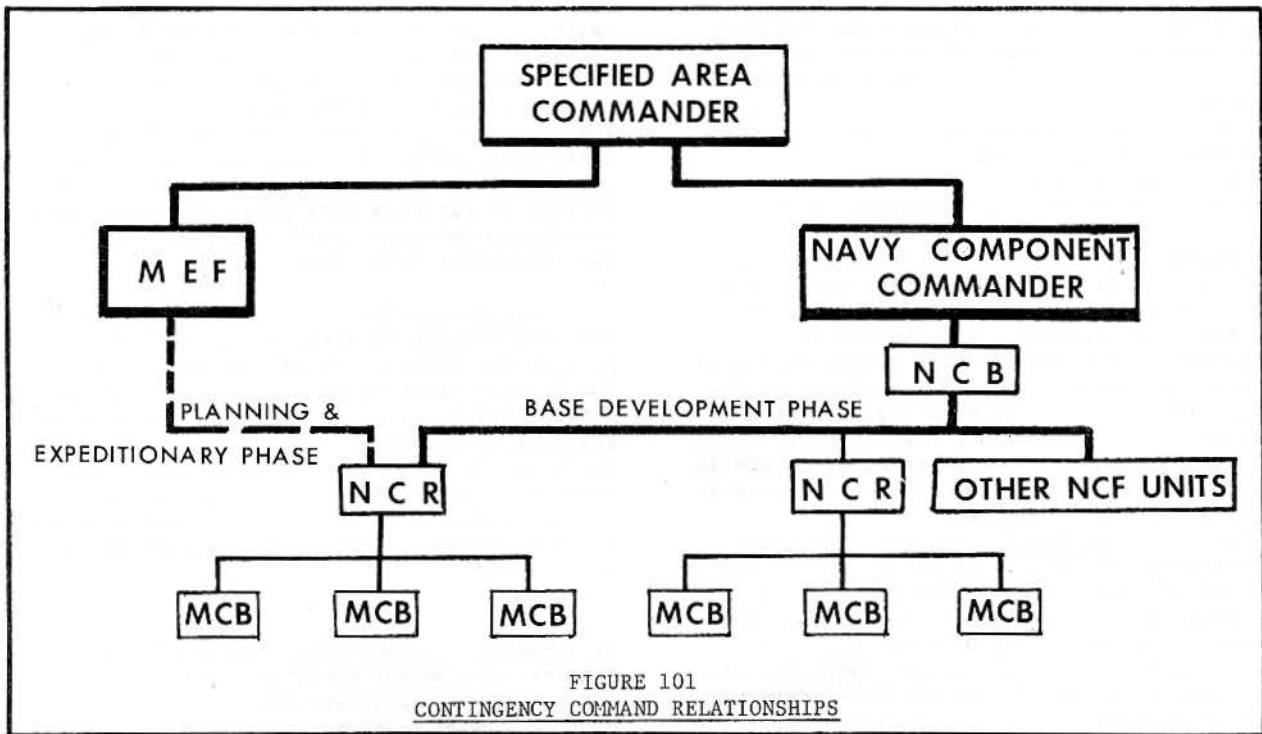 SPECIFIED AREA
COMMANDER
M E F
NAVY COMPONENT
COMMANDER
N C B
PLANNING &
EXPEDITIONARY PHASE
BASE DEVELOPMENT PHASE
N C R
N C R
OTHER NCF UNITS
MCB
MCB
MCB
MCB
MCB
MCB
FIGURE 101
CONTINGENCY COMMAND RELATIONSHIPS